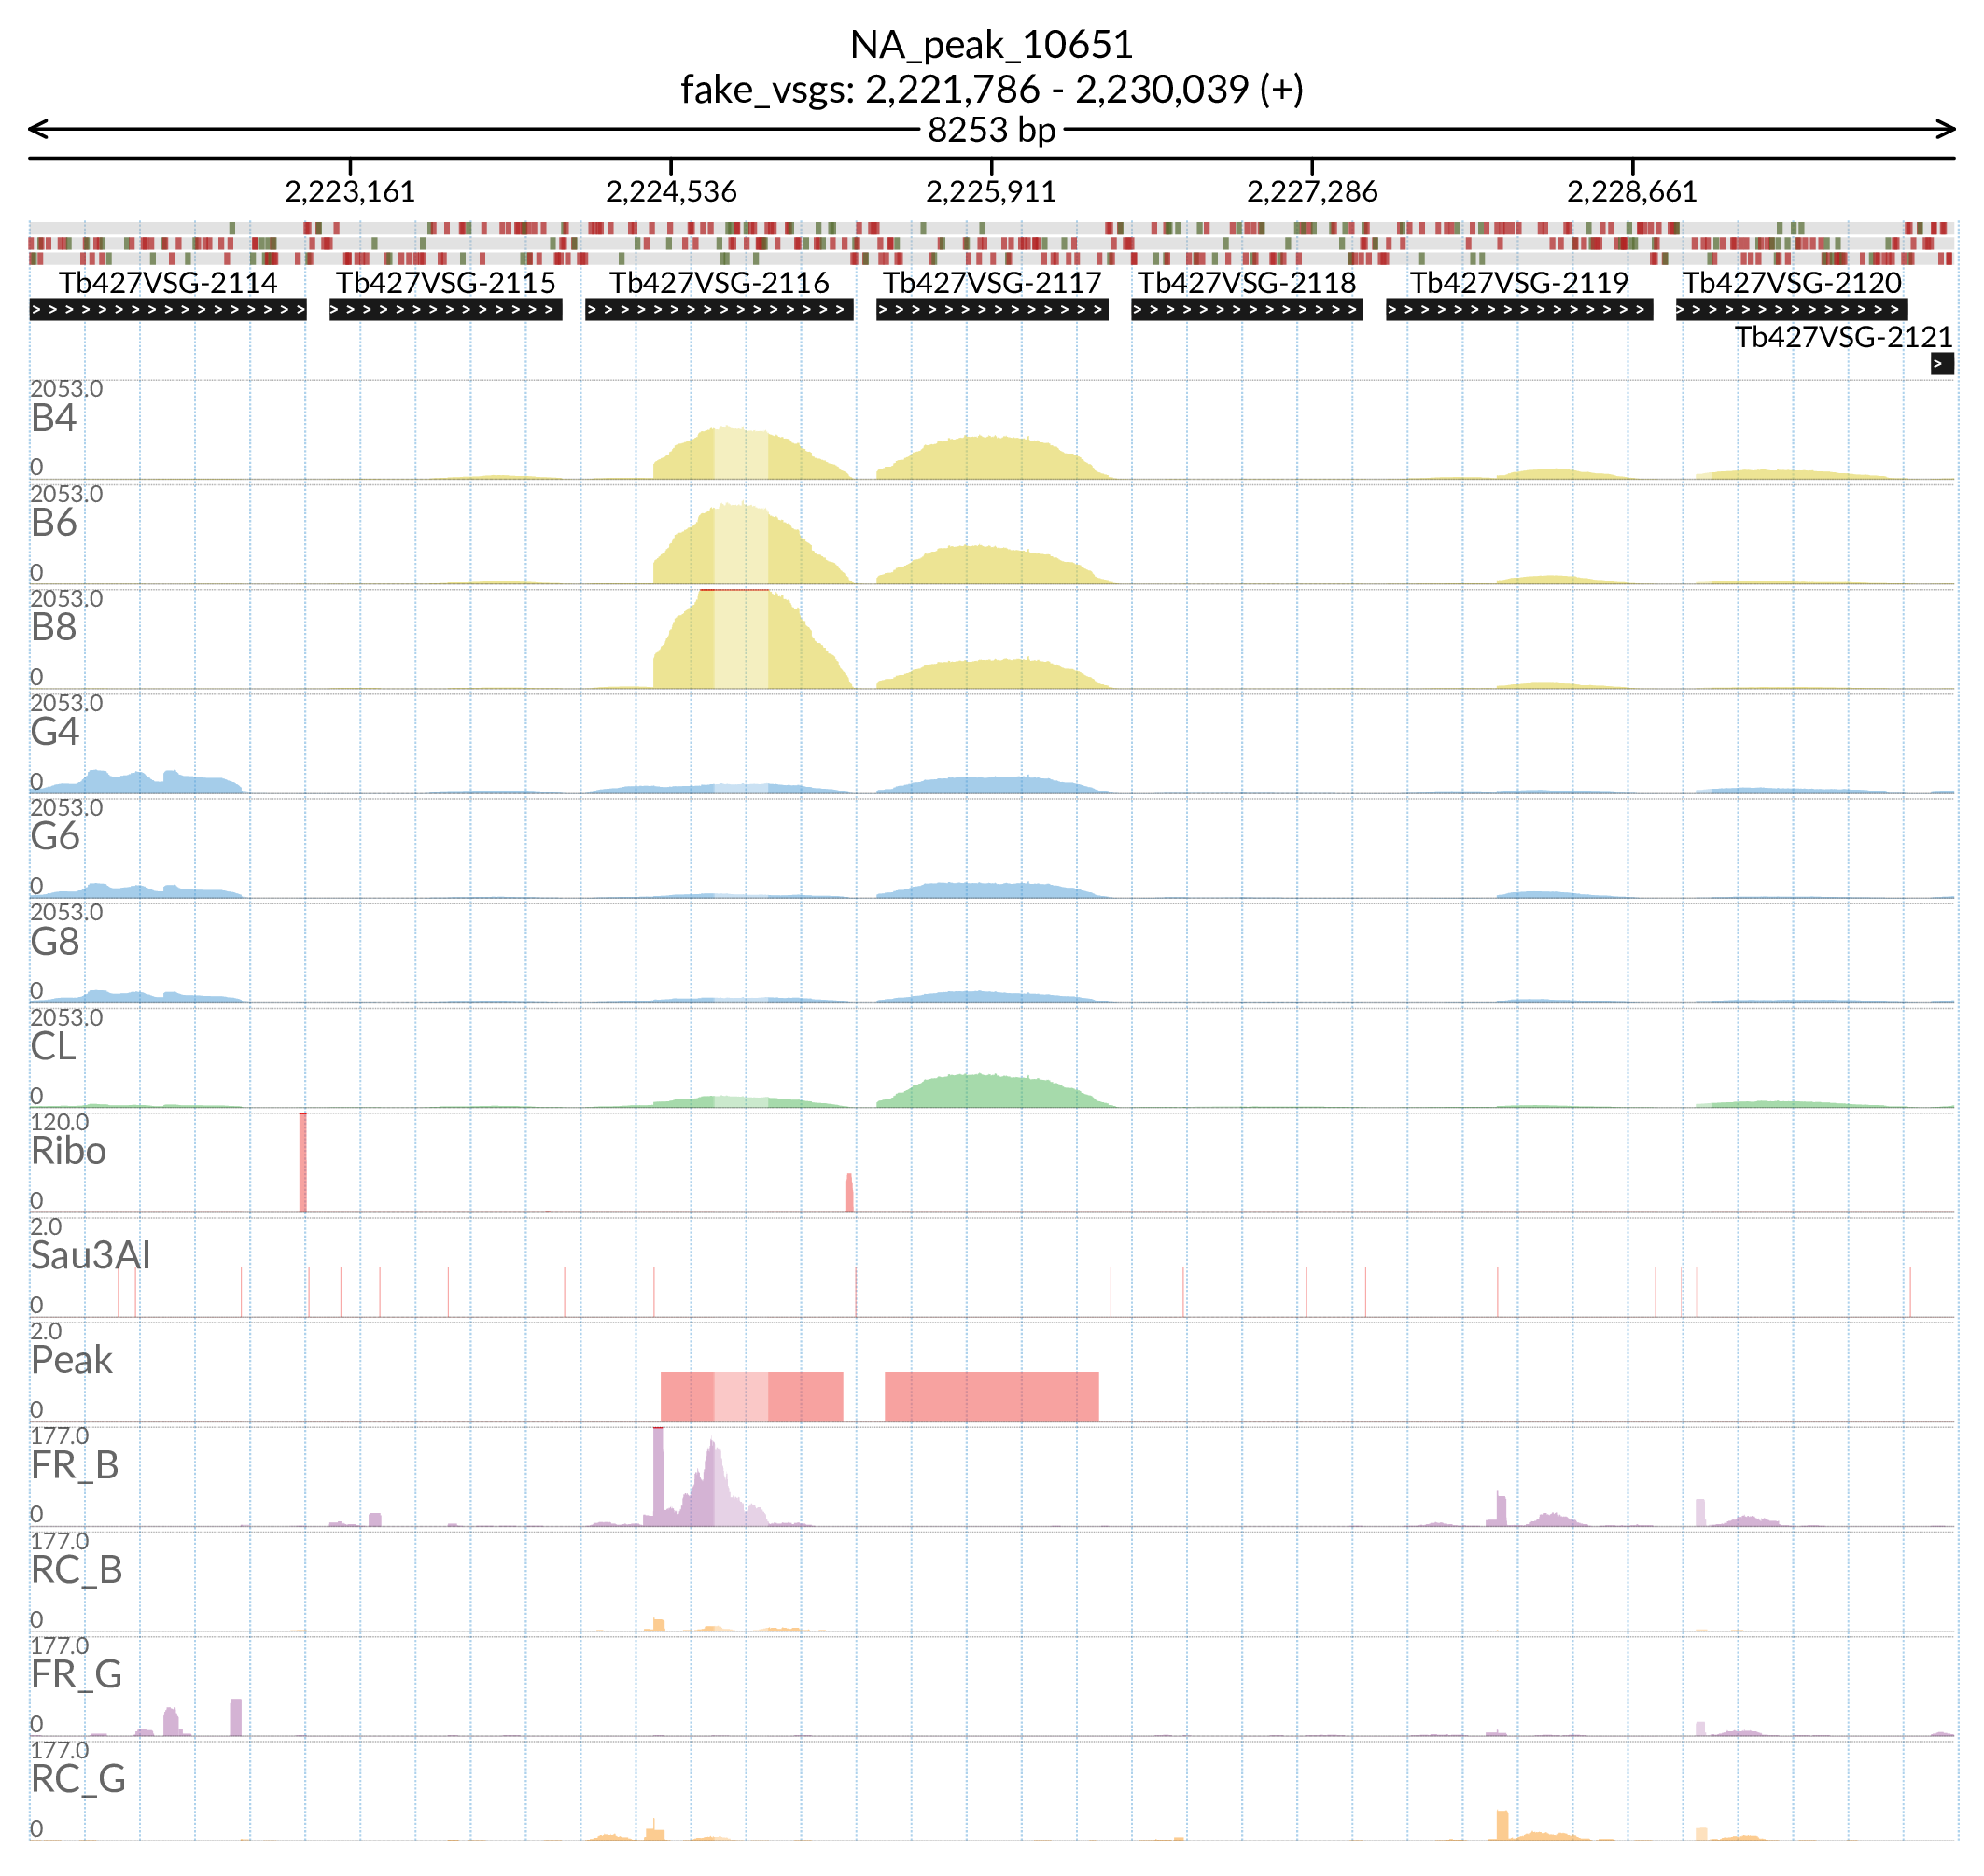 NA_peak_10651
fake_vsgs: 2,221,786 - 2,230,039 (+)
8253 bp
2,223,161 2,224,536 2,225,911 2,227,286 2,228,661
Tb427VSG-2114 Tb427VSG-2115 Tb427VSG-2116 Tb427VSG-2117 Tb427VSG-2118 Tb427VSG-2119 Tb427VSG-2120
Tb427VSG-2121
2053.0
B4
0
2053.0
B6
0
2053.0
B8
0
2053.0
G4
0
2053.0
G6
0
2053.0
G8
0
2053.0
CL
0
120.0
Ribo
0
2.0
Sau3AI
0
2.0
Peak
0
177.0
FR_B
0
177.0
RC_B
0
177.0
FR_G
0
177.0
RC_G
0